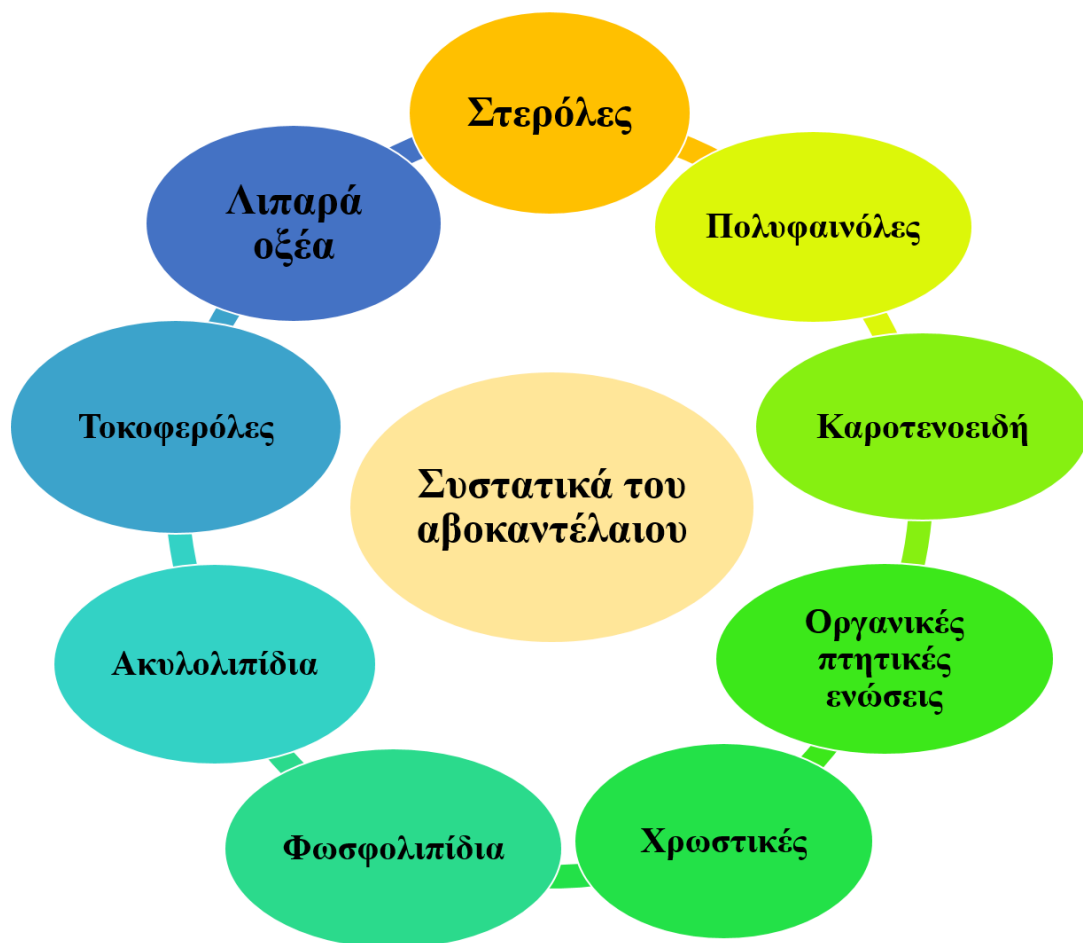 Στερόλες
Πολυφαινόλες
Καροτενοειδή
Οργανικές
πτητικές
ενώσεις
Χρωστικές
Φωσφολιπίδια
Ακυλολιπίδια
Τοκοφερόλες
Λιπαρά
οξέα
Συστατικά του
αβοκαντέλαιου